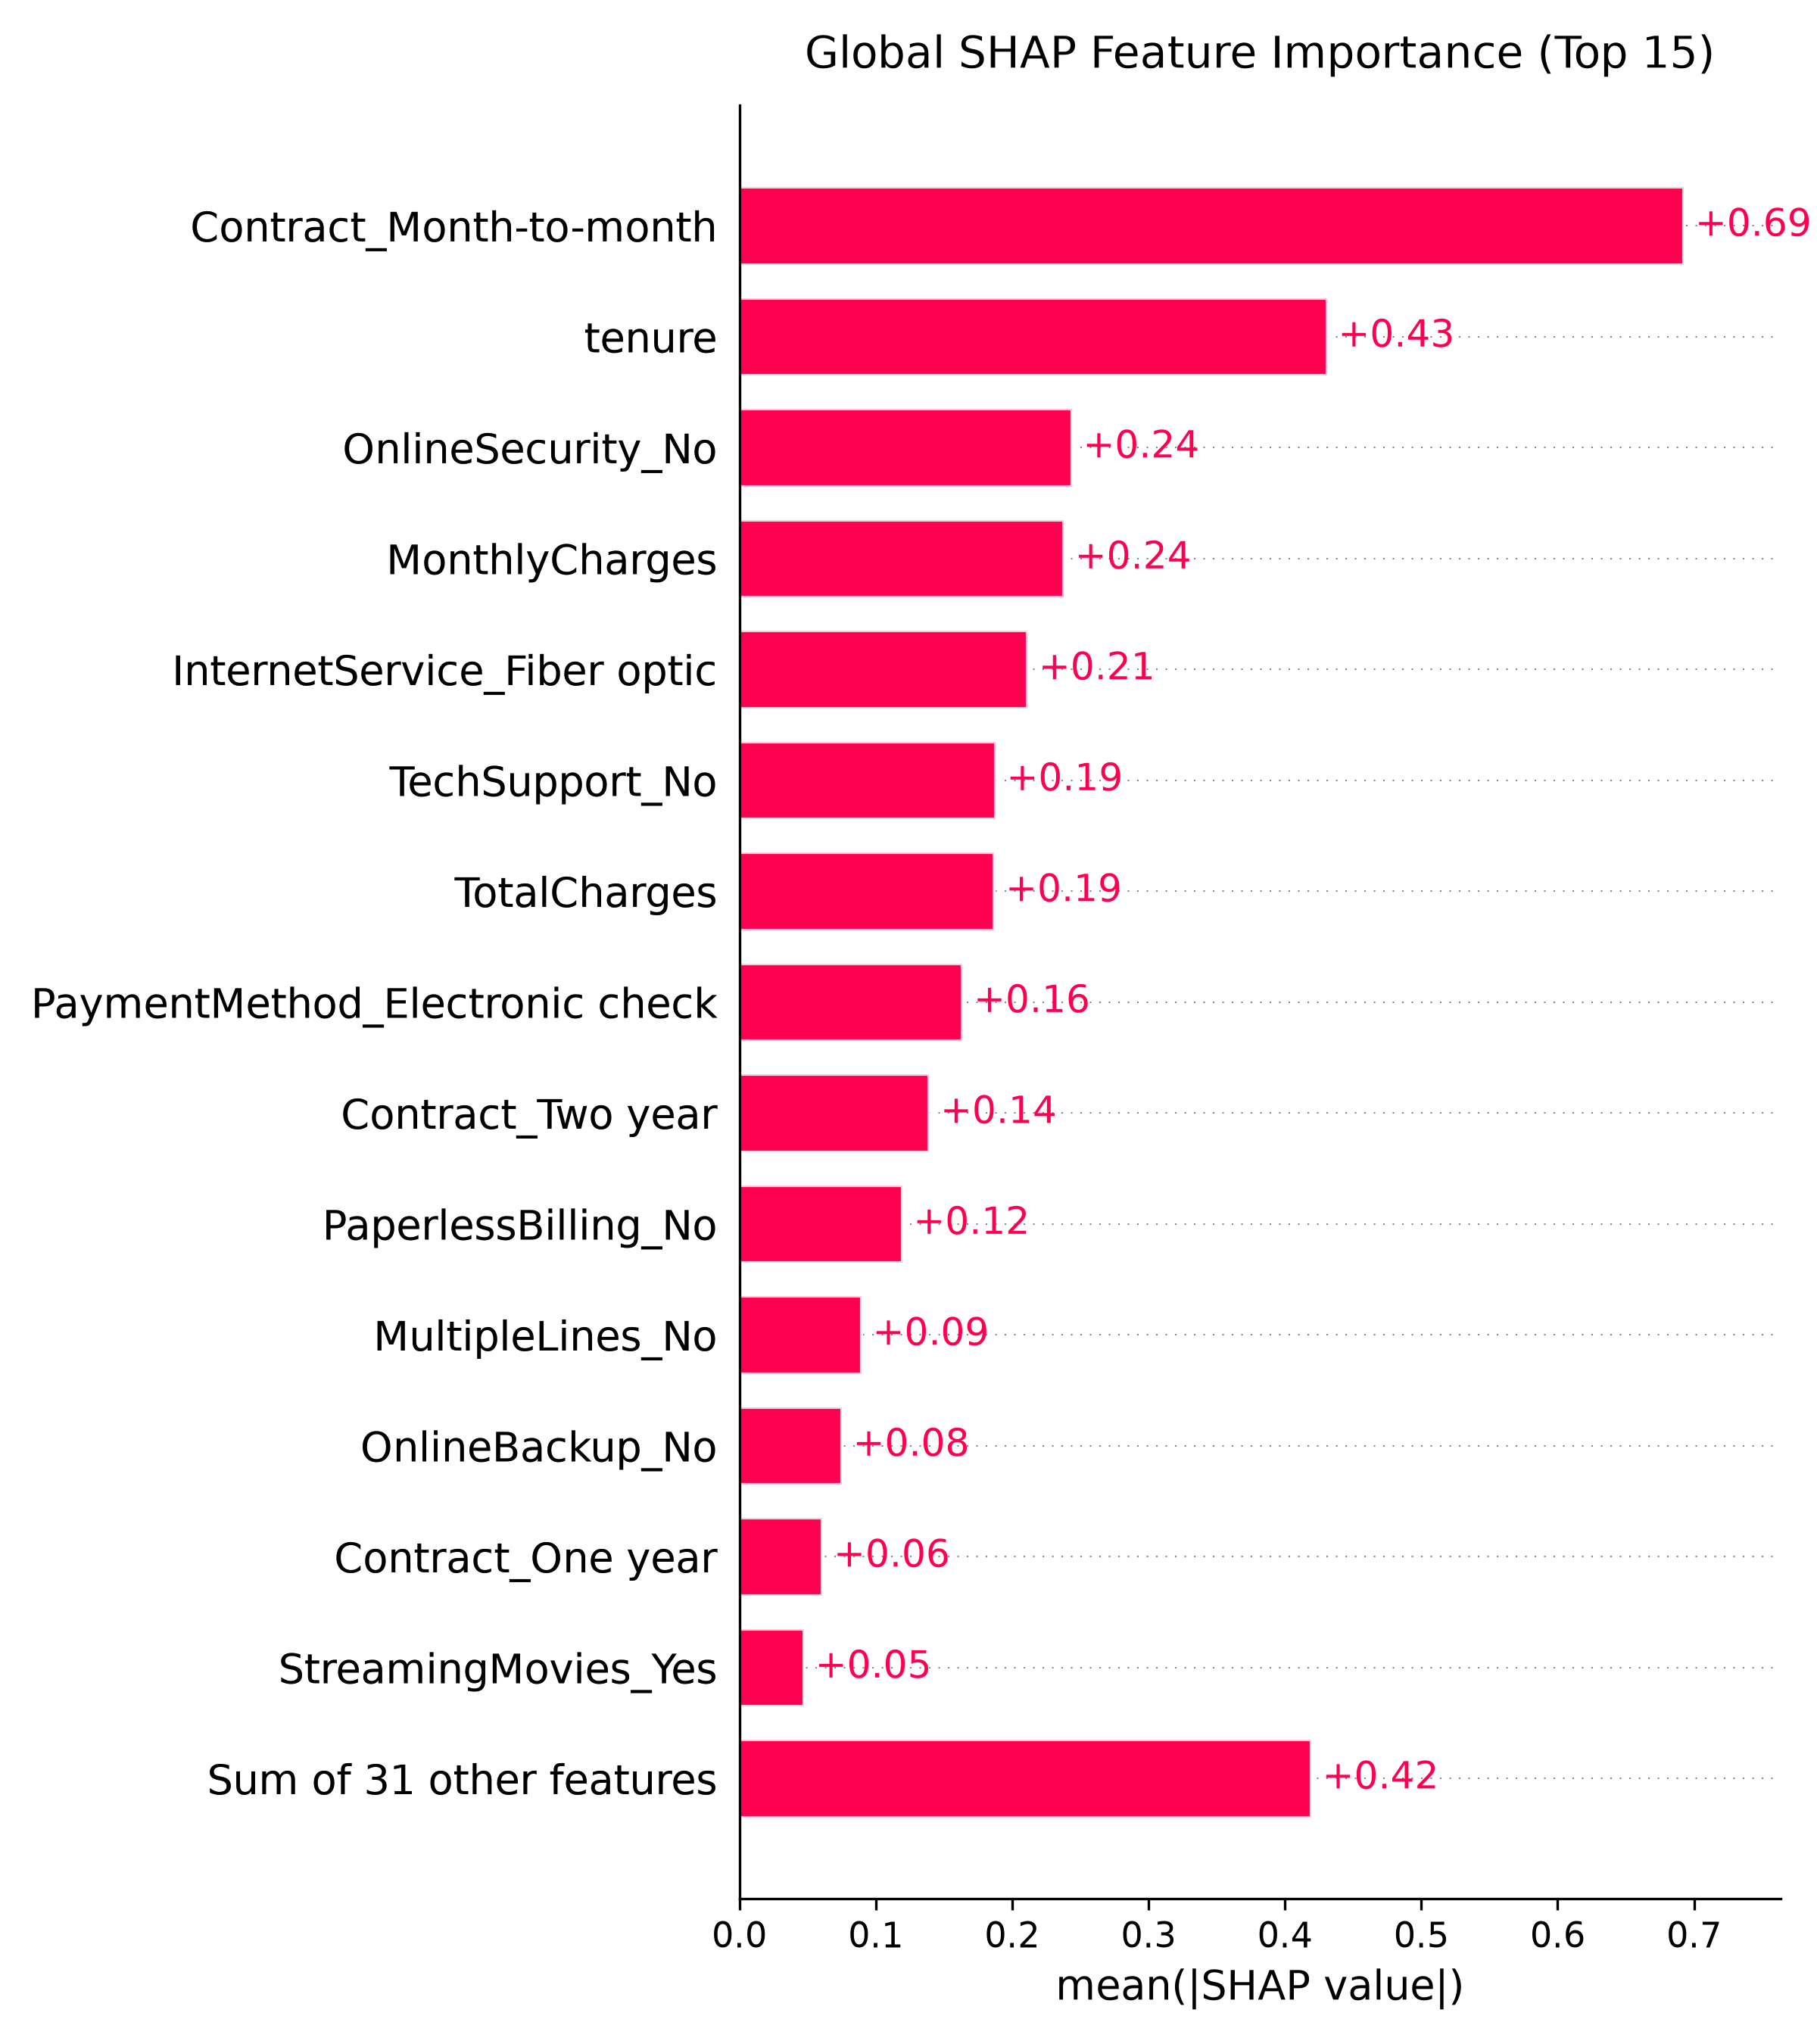 Global SHAP Feature Importance (Top 15)
Contract_Month-to-month +0.69
tenure +0.43
OnlineSecurity_No +0.24
MonthlyCharges +0.24
InternetService_Fiber optic +0.21
TechSupport_No +0.19
TotalCharges +0.19
PaymentMethod_Electronic check +0.16
Contract_Two year +0.14
PaperlessBilling_No +0.12
MultipleLines_No +0.09
OnlineBackup_No +0.08
Contract_One year +0.06
StreamingMovies_Yes +0.05
Sum of 31 other features +0.42
0.0 0.1 0.2 0.3 0.4 0.5 0.6 0.7
mean(|SHAP value|)